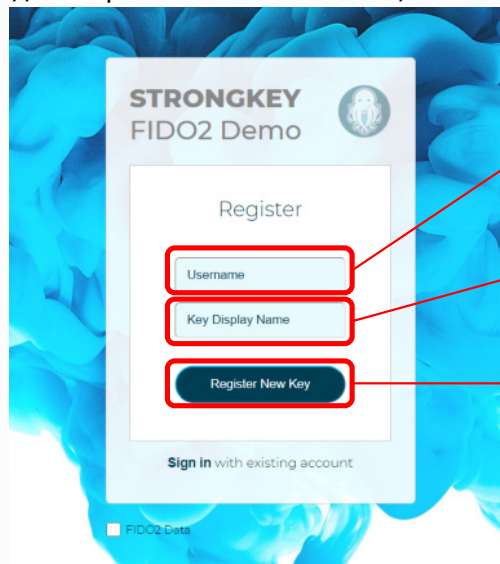 STRONGKEY
FIDO2 Demo
Register
Username
Key Display Name
Register New Key
Sign in with existing account
FIDO2 Data